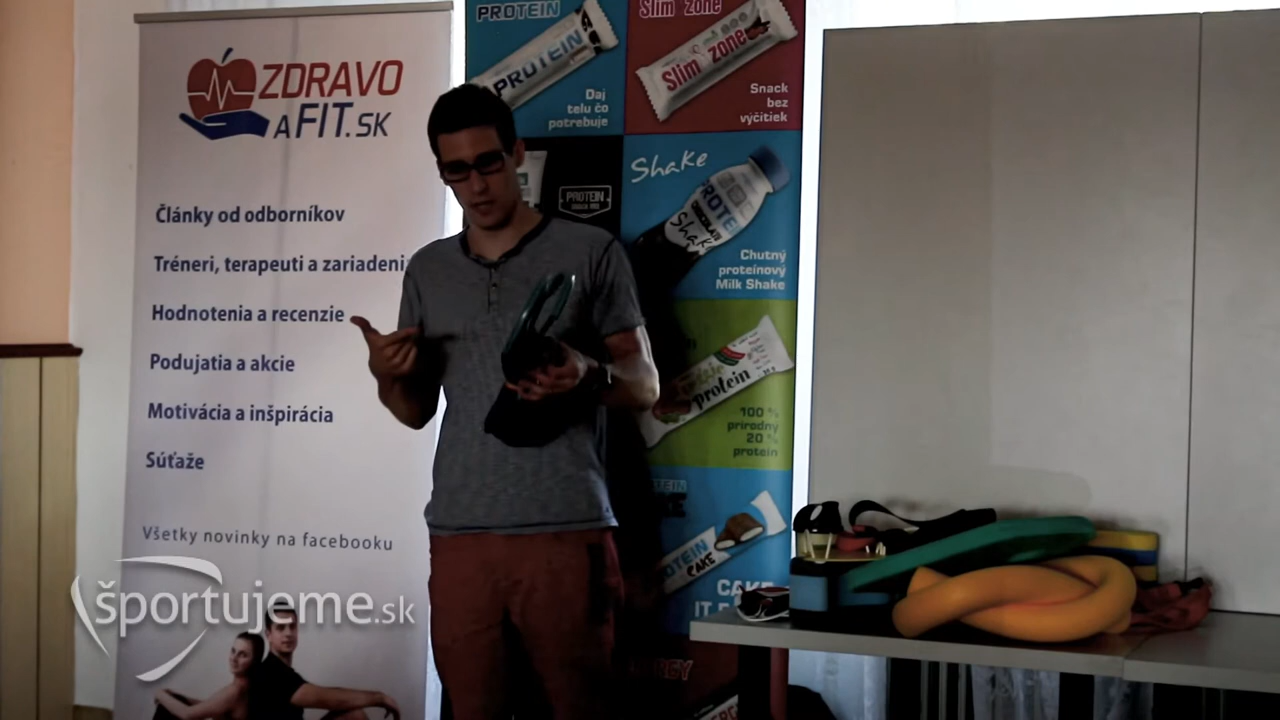 ZDRAVO
A FIT.SK
Články od odborníkov
Tréneri, terapeuti a zariadenia
Hodnotenia a recenzie
Podujatia a akcie
Motivácia a inšpirácia
Súťaže
Všetky novinky na facebooku
športujeme.sk
PROTEIN
PROTEIN
Daj
telu čo
potrebuje
Slim zone
Slim zone
Snack
bez
výčitiek
PROTEIN
Shake
Shake
Chutný
proteínový
Milk Shake
protein
100 %
prírodný
20 %
protein
CAKE